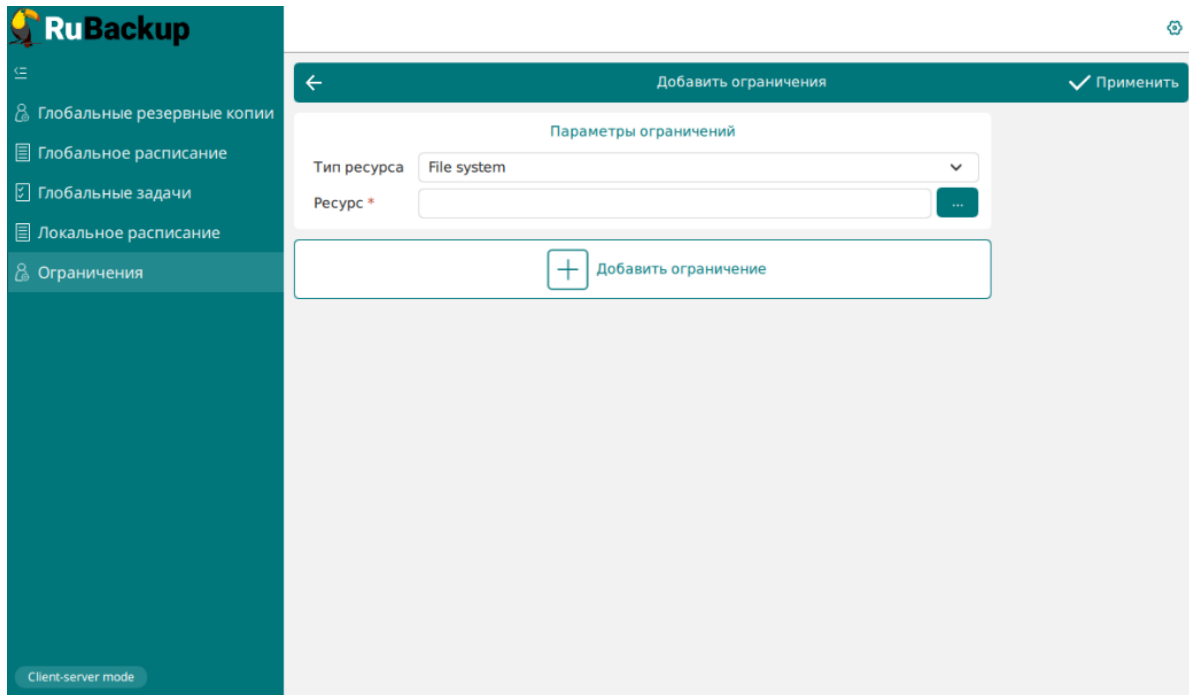 RuBackup
Глобальные резервные копии
Глобальное расписание
Глобальные задачи
Локальное расписание
Ограничения
Client-server mode
Добавить ограничения
Применить
Параметры ограничений
Тип ресурса File system
Ресурс * ...
Добавить ограничение